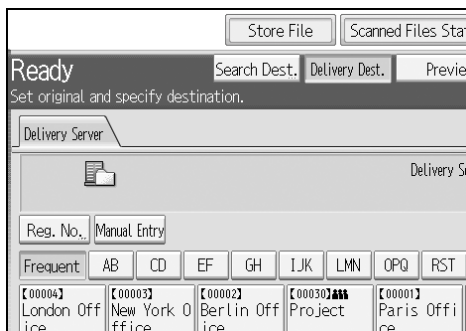 Store File Scanned Files Sta
Ready Search Dest. Delivery Dest. Previe
Set original and specify destination.
Delivery Server
Delivery S
Reg. No. Manual Entry
Frequent AB CD EF GH IJK LMN OPQ RST
【00004】 【00003】 【00002】 【00030】 【00001】
London Off New York O Berlin Off Project Paris Offi
ice ffice ice ce